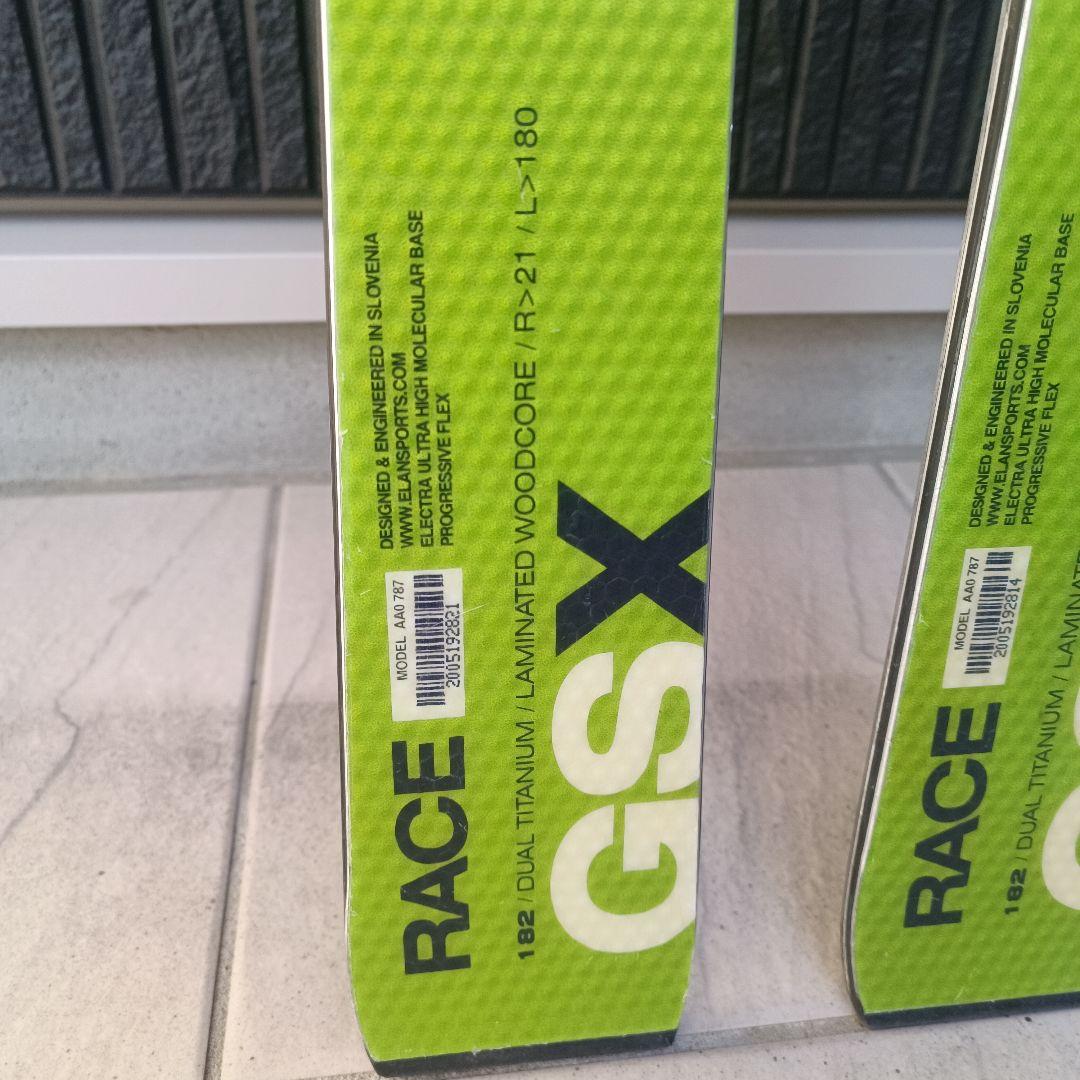 DESIGNED & ENGINEERED IN SLOVENIA
WWW.ELANSPORTS.COM
ELECTRA ULTRA HIGH MOLECULAR BASE
PROGRESSIVE FLEX
MODEL AA0 787
2005192821
RACE
182 / DUAL TITANIUM / LAMINATED WOODCORE / R>21 / L>180
GSX
DESIGNED & ENGINEERED IN SLOVENIA
WWW.ELANSPORTS.COM
ELECTRA ULTRA HIGH MOLECULAR BASE
PROGRESSIVE FLEX
MODEL AA0 787
2005192814
RACE
182 / DUAL TITANIUM / LAMINATED